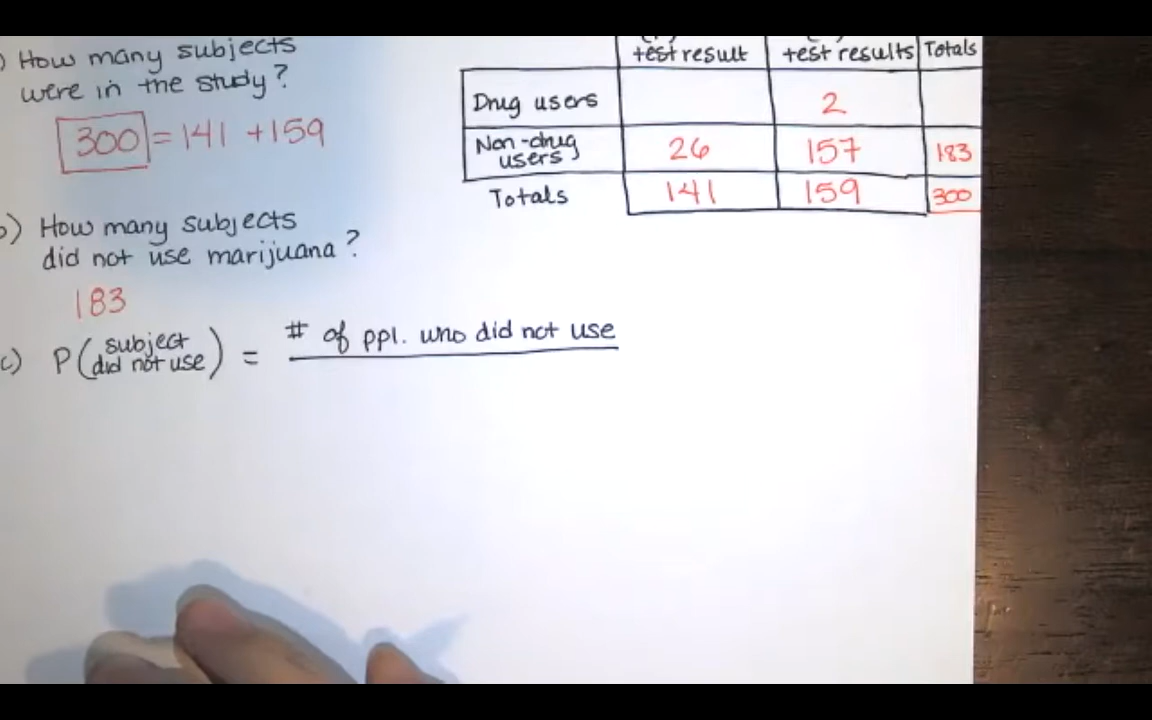 ) How many subjects
were in the study?
300 = 141 + 159
test result test results Totals
Drug users 2
Non-drug
users 26 157 183
Totals 141 159 300
b) How many subjects
did not use marijuana?
183
c) P(subject
did not use) = # of ppl. who did not use